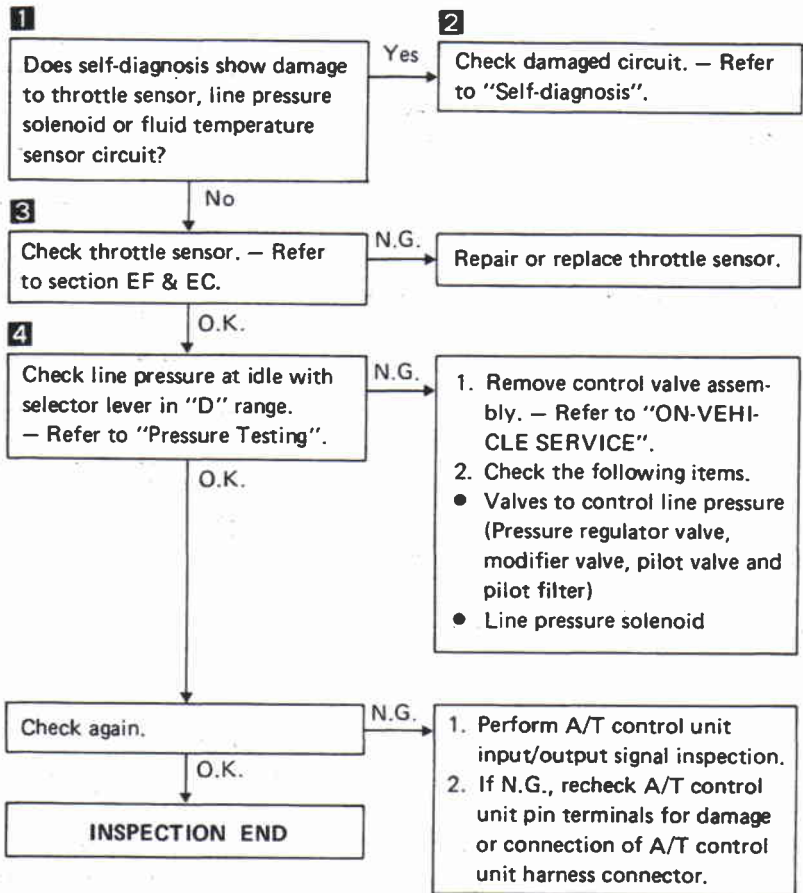 1
Does self-diagnosis show damage
to throttle sensor, line pressure
solenoid or fluid temperature
sensor circuit?
Yes
2
Check damaged circuit. — Refer
to "Self-diagnosis".
No
3
Check throttle sensor. — Refer
to section EF & EC.
N.G.
Repair or replace throttle sensor.
O.K.
4
Check line pressure at idle with
selector lever in "D" range.
— Refer to "Pressure Testing".
N.G.
1. Remove control valve assem-
bly. — Refer to "ON-VEHI-
CLE SERVICE".
2. Check the following items.
● Valves to control line pressure
(Pressure regulator valve,
modifier valve, pilot valve and
pilot filter)
● Line pressure solenoid
O.K.
Check again.
N.G.
1. Perform A/T control unit
input/output signal inspection.
2. If N.G., recheck A/T control
unit pin terminals for damage
or connection of A/T control
unit harness connector.
O.K.
INSPECTION END